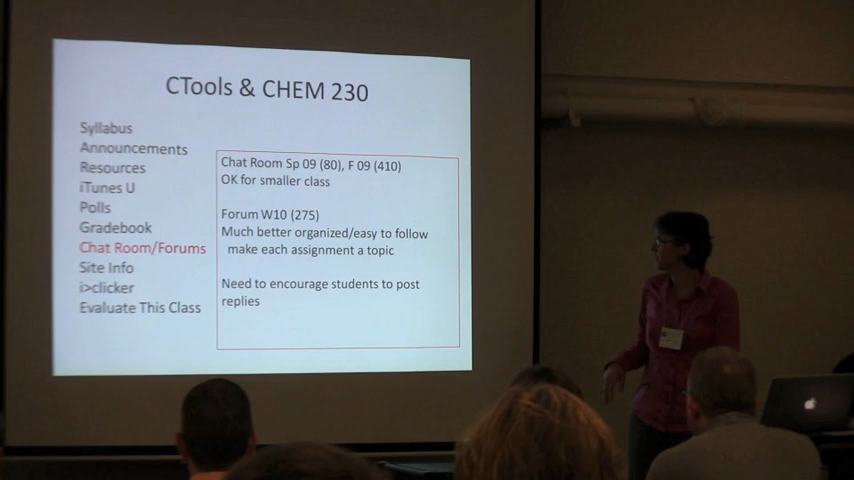 CTools & CHEM 230
Syllabus
Announcements
Resources
iTunes U
Polls
Gradebook
Chat Room/Forums
Site Info
i>clicker
Evaluate This Class
Chat Room Sp 09 (80), F 09 (410)
OK for smaller class
Forum W10 (275)
Much better organized/easy to follow
make each assignment a topic
Need to encourage students to post
replies